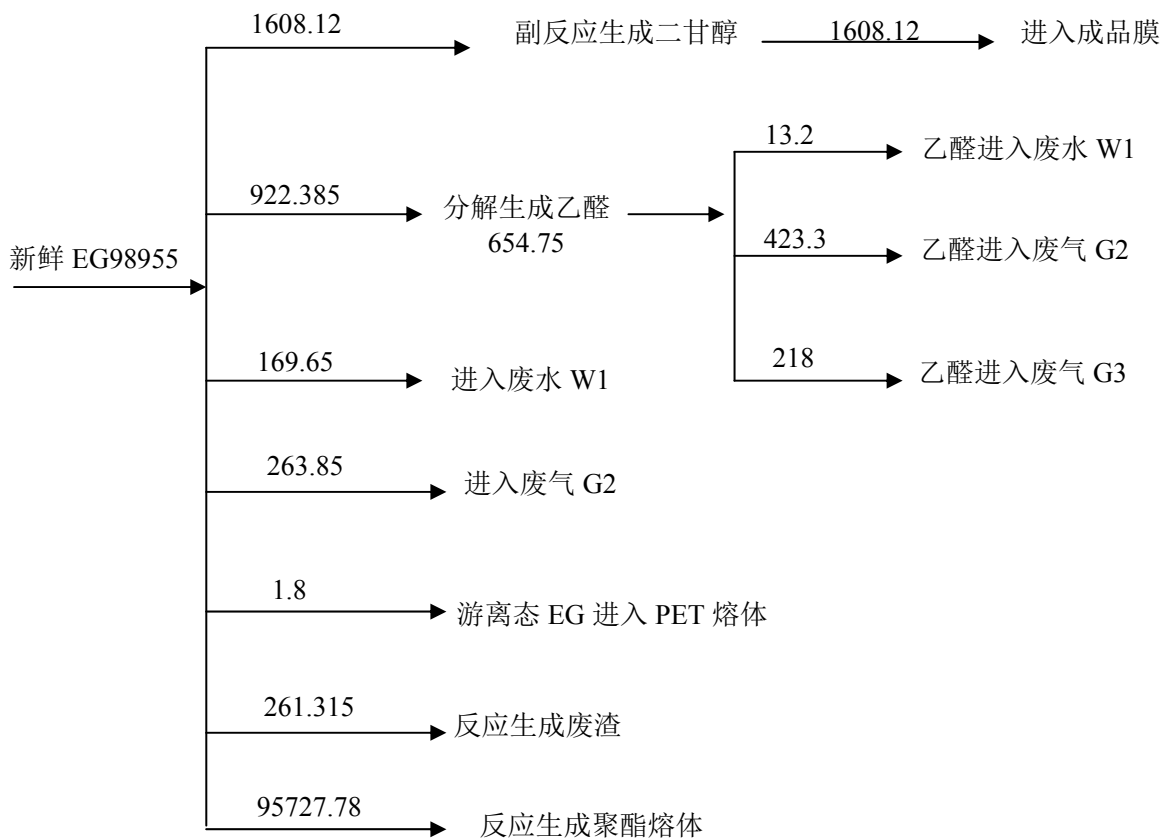 1608.12
副反应生成二甘醇
1608.12
进入成品膜
13.2
乙醛进入废水 W1
922.385
分解生成乙醛
654.75
423.3
乙醛进入废气 G2
新鲜 EG98955
218
乙醛进入废气 G3
169.65
进入废水 W1
263.85
进入废气 G2
1.8
游离态 EG 进入 PET 熔体
261.315
反应生成废渣
95727.78
反应生成聚酯熔体